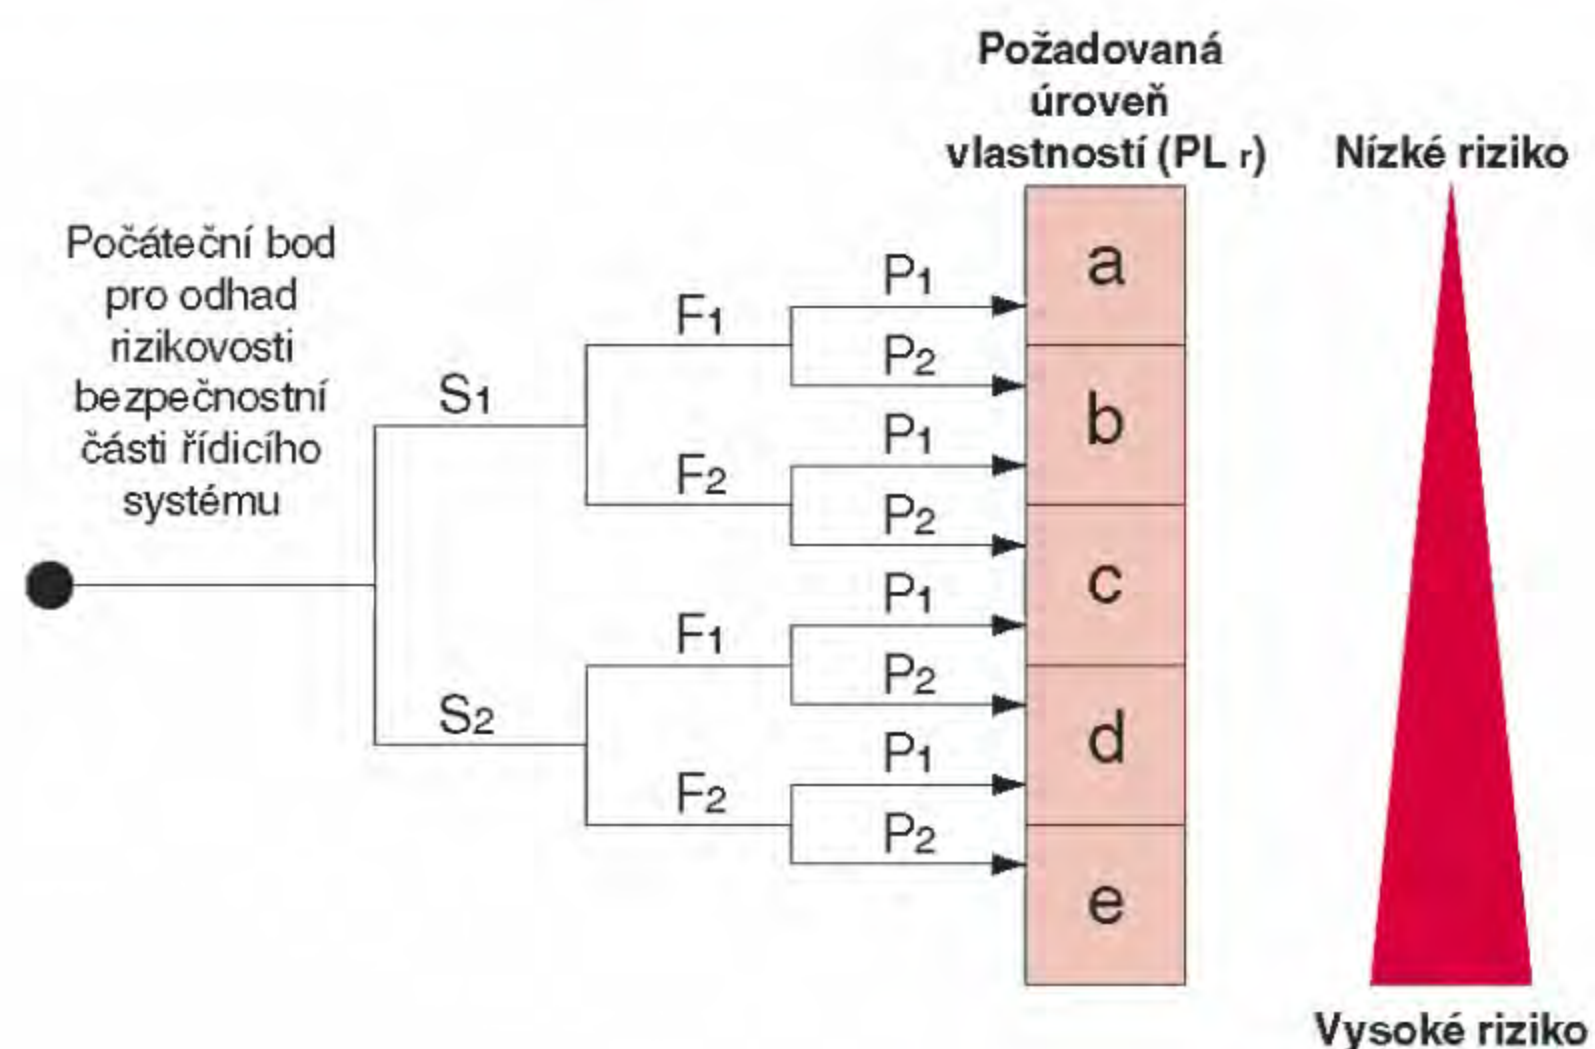 Požadovaná
úroveň
vlastností (PL r)
Nízké riziko
Počáteční bod
pro odhad
rizikovosti
bezpečnostní
části řídicího
systému
S1
S2
F1
F2
F1
F2
P1
P2
P1
P2
P1
P2
P1
P2
a
b
c
d
e
Vysoké riziko